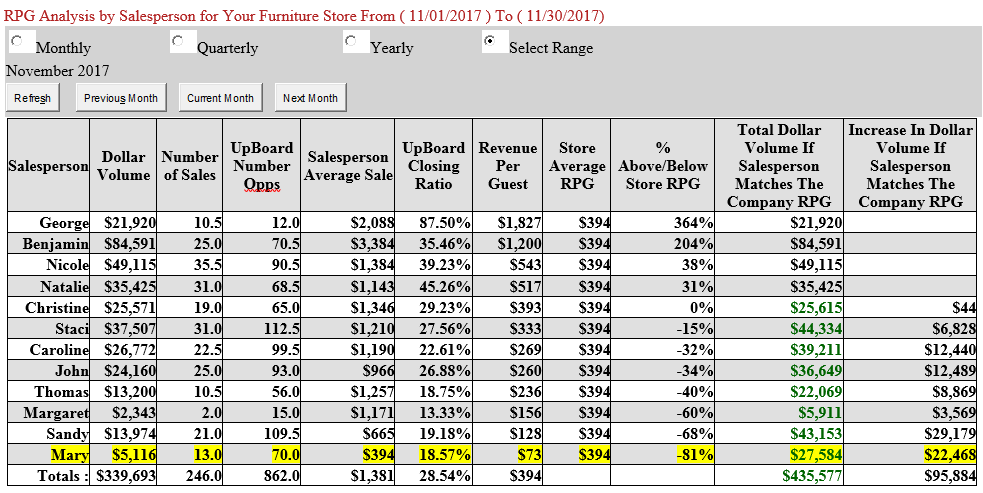 RPG Analysis by Salesperson for Your Furniture Store From ( 11/01/2017 ) To ( 11/30/2017)
Monthly Quarterly Yearly Select Range
November 2017
Refresh Previous Month Current Month Next Month
Salesperson Dollar Volume Number of Sales UpBoard Number Opps Salesperson Average Sale UpBoard Closing Ratio Revenue Per Guest Store Average RPG % Above/Below Store RPG Total Dollar Volume If Salesperson Matches The Company RPG Increase In Dollar Volume If Salesperson Matches The Company RPG
George $21,920 10.5 12.0 $2,088 87.50% $1,827 $394 364% $21,920
Benjamin $84,591 25.0 70.5 $3,384 35.46% $1,200 $394 204% $84,591
Nicole $49,115 35.5 90.5 $1,384 39.23% $543 $394 38% $49,115
Natalie $35,425 31.0 68.5 $1,143 45.26% $517 $394 31% $35,425
Christine $25,571 19.0 65.0 $1,346 29.23% $393 $394 0% $25,615 $44
Staci $37,507 31.0 112.5 $1,210 27.56% $333 $394 -15% $44,334 $6,828
Caroline $26,772 22.5 99.5 $1,190 22.61% $269 $394 -32% $39,211 $12,440
John $24,160 25.0 93.0 $966 26.88% $260 $394 -34% $36,649 $12,489
Thomas $13,200 10.5 56.0 $1,257 18.75% $236 $394 -40% $22,069 $8,869
Margaret $2,343 2.0 15.0 $1,171 13.33% $156 $394 -60% $5,911 $3,569
Sandy $13,974 21.0 109.5 $665 19.18% $128 $394 -68% $43,153 $29,179
Mary $5,116 13.0 70.0 $394 18.57% $73 $394 -81% $27,584 $22,468
Totals : $339,693 246.0 862.0 $1,381 28.54% $394 $435,577 $95,884